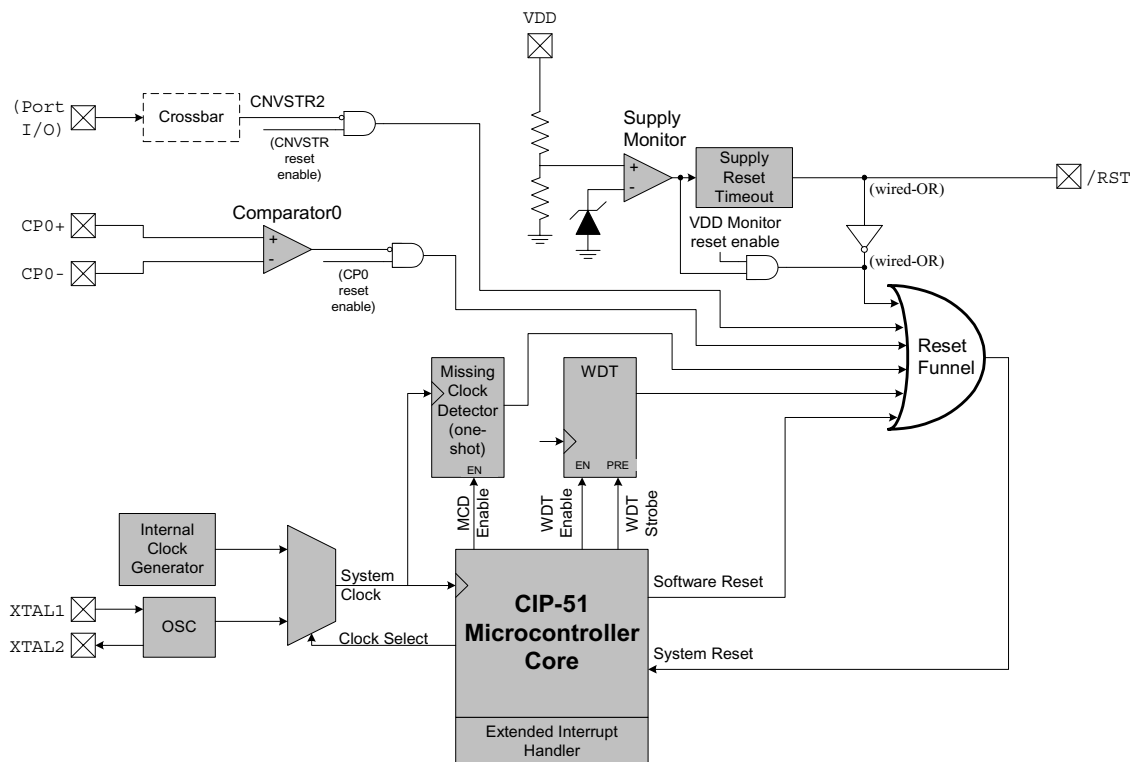 VDD
(Port
I/O)
Crossbar
CNVSTR2
(CNVSTR
reset
enable)
Supply
Monitor
+
-
Supply
Reset
Timeout
(wired-OR)
/RST
VDD Monitor
reset enable
(wired-OR)
CP0+
CP0-
Comparator0
+
-
(CP0
reset
enable)
Reset
Funnel
Missing
Clock
Detector
(one-
shot)
EN
WDT
EN
PRE
MCD
Enable
WDT
Enable
WDT
Strobe
Internal
Clock
Generator
System
Clock
XTAL1
XTAL2
OSC
Clock Select
CIP-51
Microcontroller
Core
Software Reset
System Reset
Extended Interrupt
Handler